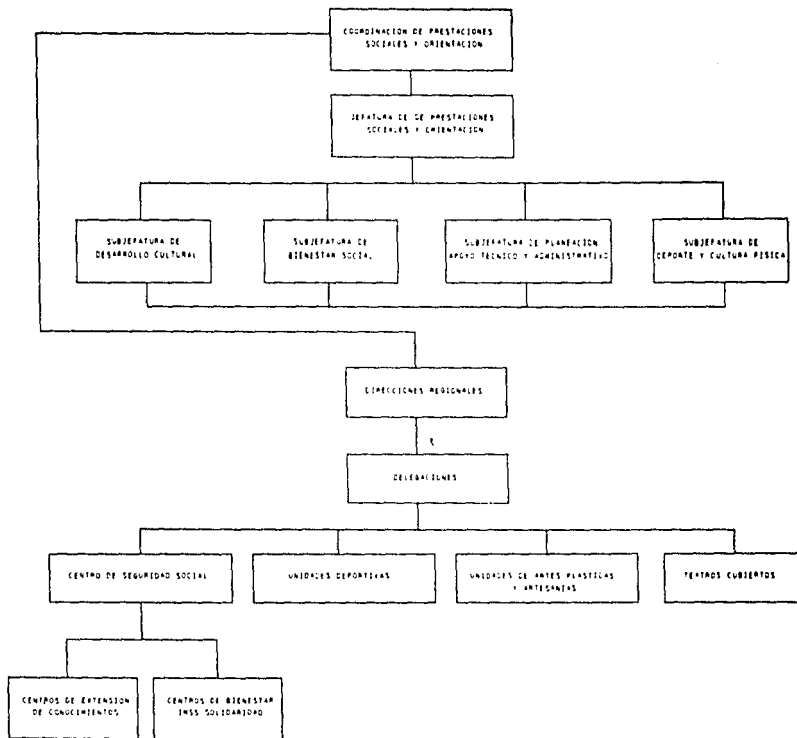 COORDINACION DE PRESTACIONES
SOCIALES Y ORIENTACION
JEFATURA DE DE PRESTACIONES
SOCIALES Y ORIENTACION
SUBJEFATURA DE
DESARROLLO CULTURAL
SUBJEFATURA DE
BIENESTAR SOCIAL
SUBJEFATURA DE PLANEACION
APOYO TECNICO Y ADMINISTRATIVO
SUBJEFATURA DE
DEPORTE Y CULTURA FISICA
DIRECCIONES REGIONALES
DELEGACIONES
CENTRO DE SEGURIDAD SOCIAL
UNIDADES DEPORTIVAS
UNIDADES DE ARTES PLASTICAS
Y ARTESANIAS
TEATROS CUBIERTOS
CENTROS DE EXTENSION
DE CONOCIMIENTOS
CENTROS DE BIENESTAR
IMSS SOLIDARIDAD